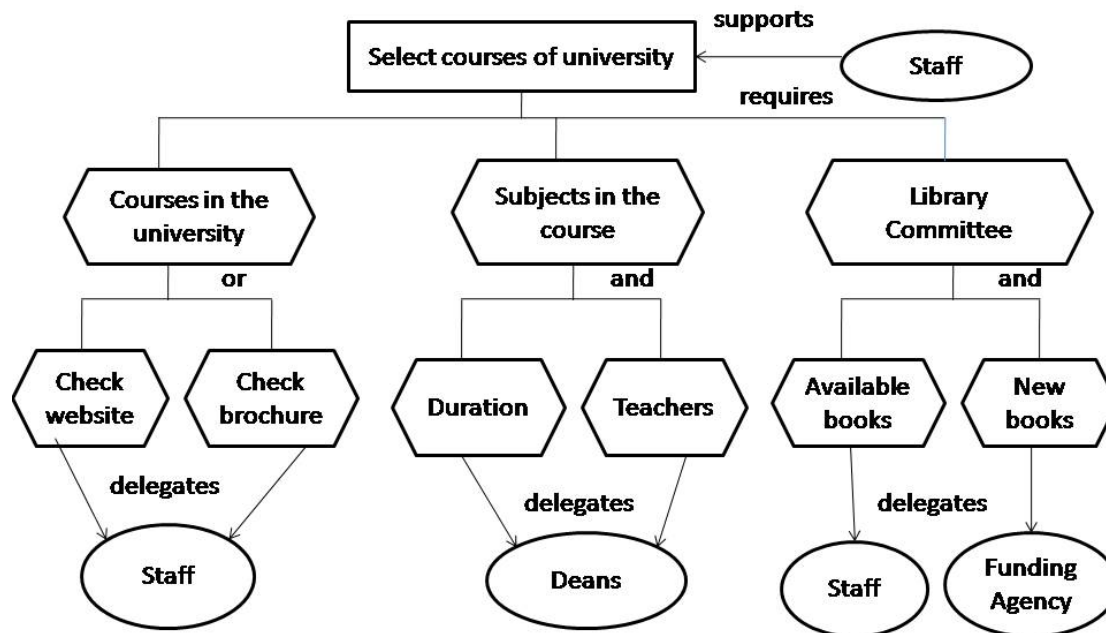 supports
Select courses of university
Staff
requires
Courses in the
university
Subjects in the
course
Library
Committee
or
and
and
Check
website
Check
brochure
Duration
Teachers
Available
books
New
books
delegates
delegates
delegates
Staff
Deans
Staff
Funding
Agency